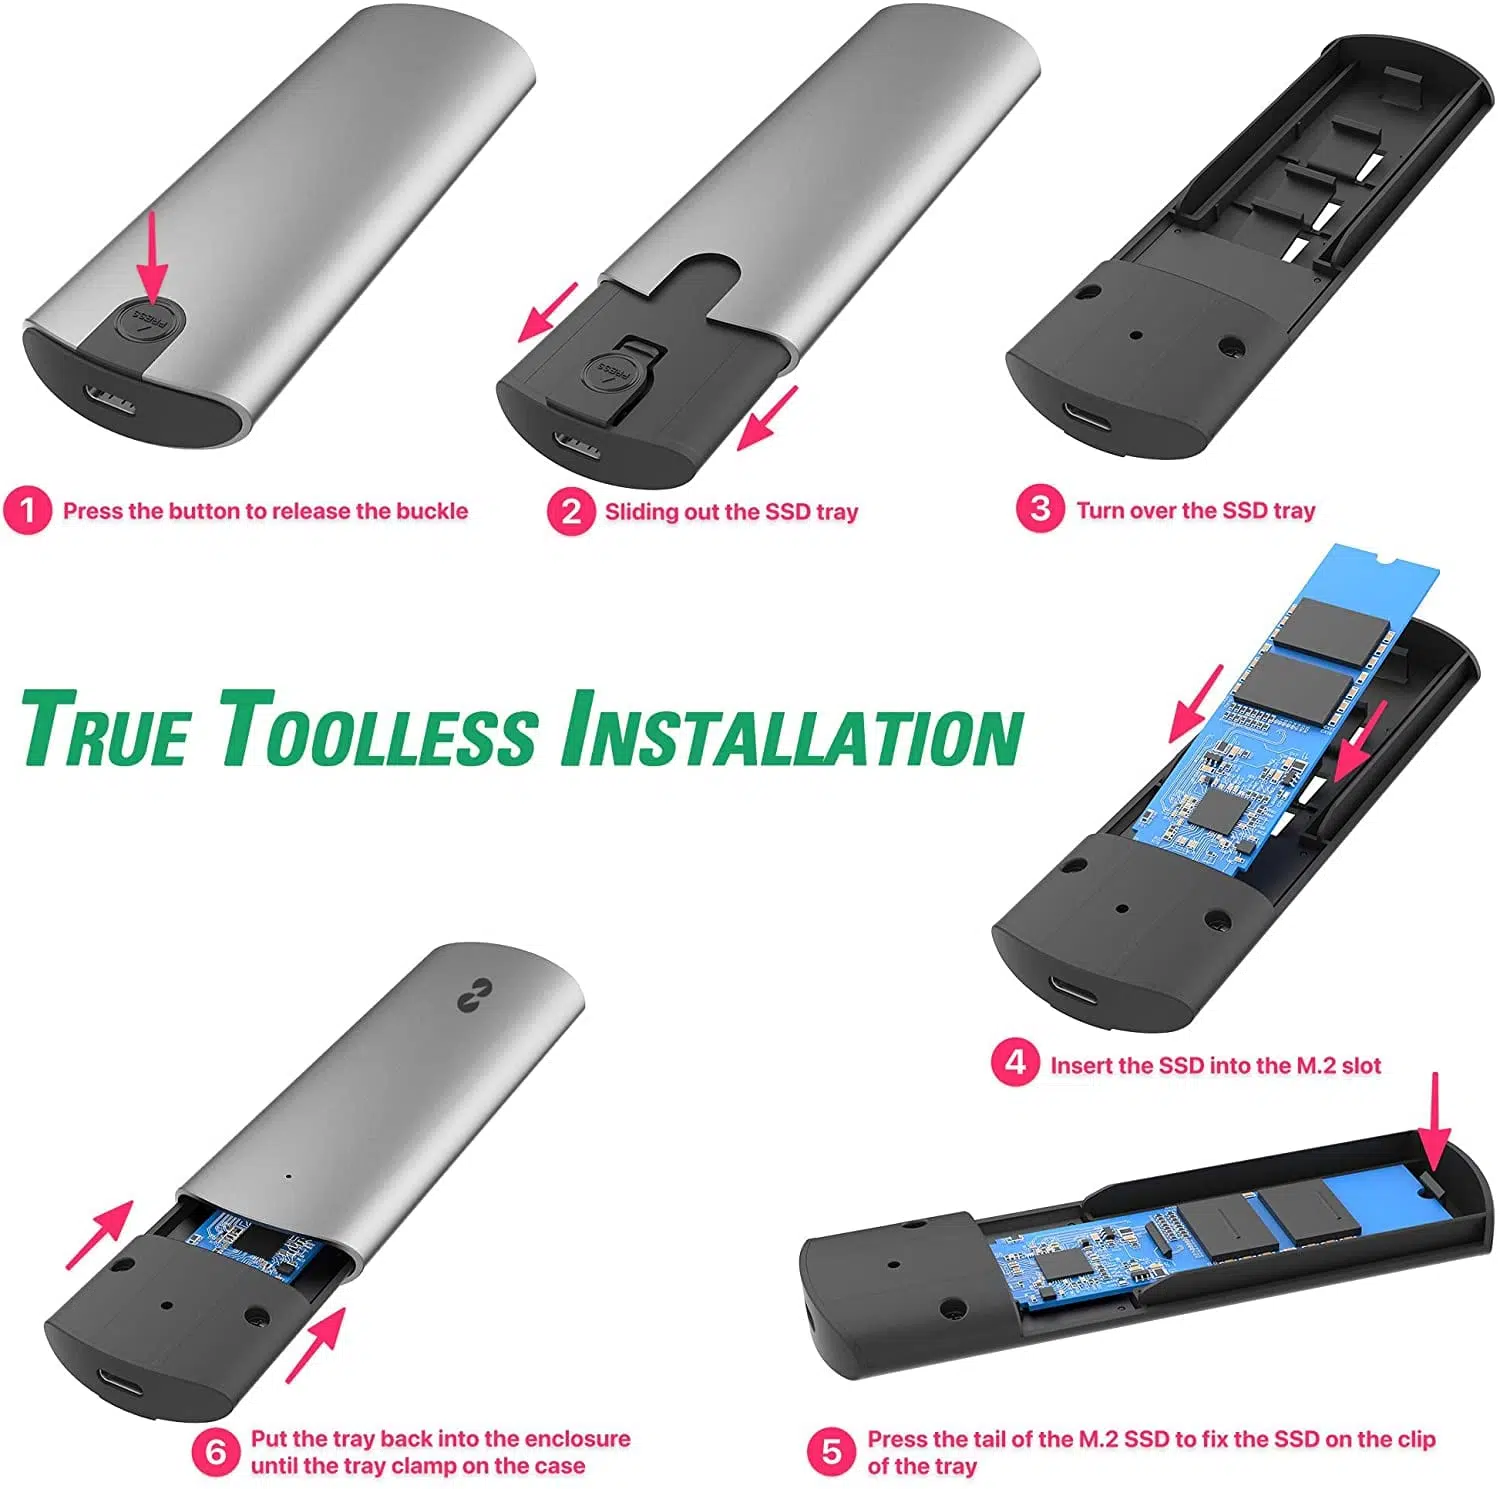 PRESS
1 Press the button to release the buckle
PRESS
2 Sliding out the SSD tray
3 Turn over the SSD tray
TRUE TOOLLESS INSTALLATION
4 Insert the SSD into the M.2 slot
6 Put the tray back into the enclosure
until the tray clamp on the case
5 Press the tail of the M.2 SSD to fix the SSD on the clip
of the tray